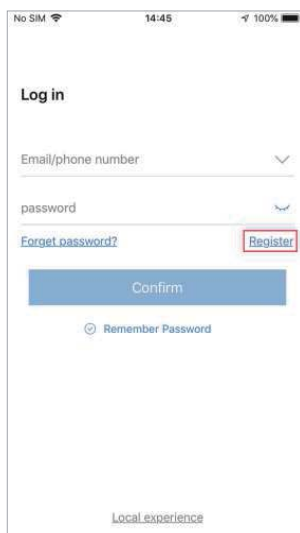 No SIM 14:45 100%
Log in
Email/phone number
password
Forget password? Register
Confirm
Remember Password
Local experience